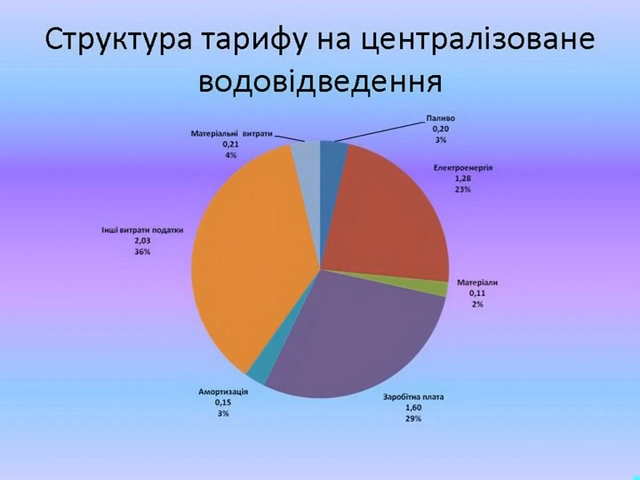 Структура тарифу на централізоване
водовідведення
Паливо
0,20
3%
Матеріальні витрати
0,21
4%
Електроенергія
1,28
23%
Інші витрати податки
2,03
36%
Матеріали
0,11
2%
Амортизація
0,15
3%
Заробітна плата
1,60
29%